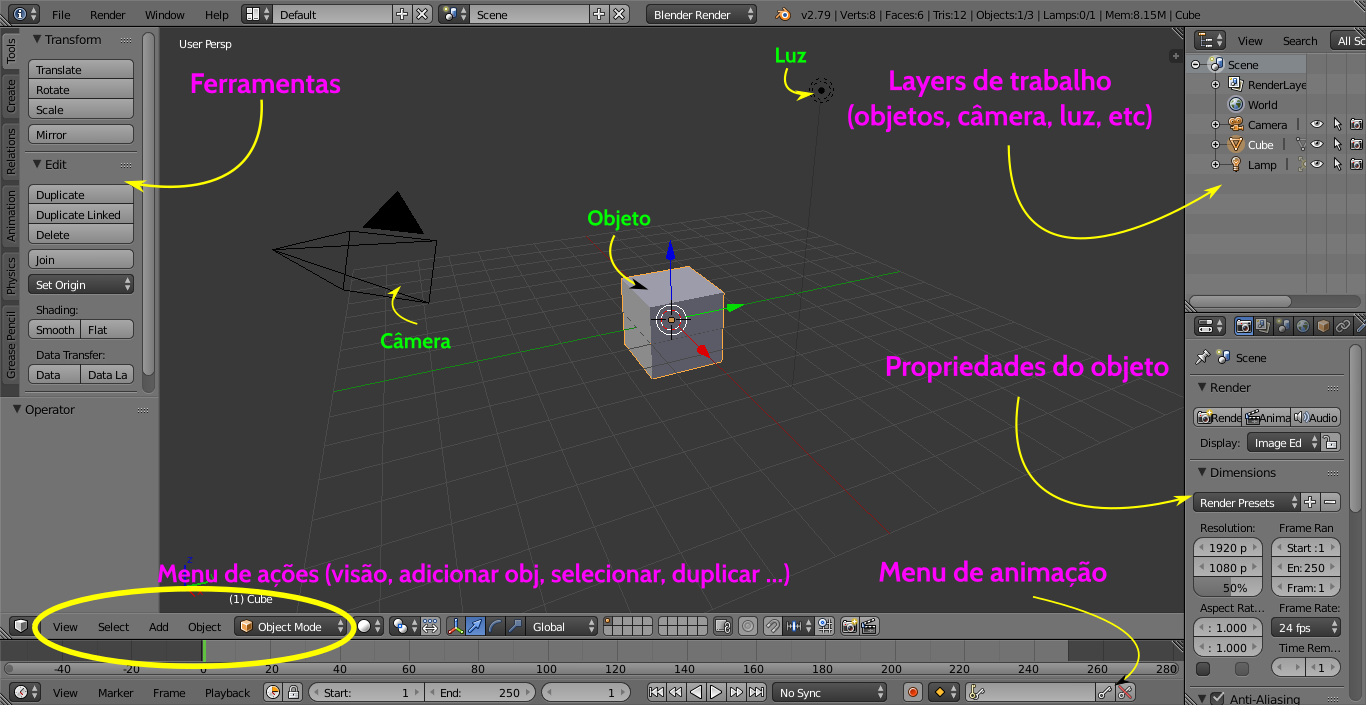 File Render Window Help Default Scene Blender Render v2.79 | Verts:8 | Faces:6 | Tris:12 | Objects:1/3 | Lamps:0/1 | Mem:8.15M | Cube
Tools
Create
Relations
Animation
Physics
Grease Pencil
Transform
Translate
Rotate
Scale
Mirror
Edit
Duplicate
Duplicate Linked
Delete
Join
Set Origin
Shading:
Smooth Flat
Data Transfer:
Data Data La
Operator
User Persp
Ferramentas
Luz
Layers de trabalho
(objetos, câmera, luz, etc)
Objeto
Câmera
Propriedades do objeto
Menu de ações (visão, adicionar obj, selecionar, duplicar ...)
Menu de animação
(1) Cube
View Search All Sc
Scene
RenderLaye
World
Camera
Cube
Lamp
Scene
Render
Rende Anima Audio
Display: Image Ed
Dimensions
Render Presets
Resolution: Frame Ran
1920 p Start :1
1080 p En: 250
50% Fram: 1
Aspect Rat... Frame Rate:
: 1.000 24 fps
: 1.000 Time Rem...
1
Anti-Aliasing
View Select Add Object Object Mode Global
-40 -20 0 20 40 60 80 100 120 140 160 180 200 220 240 260 280
View Marker Frame Playback Start: 1 End: 250 1 No Sync